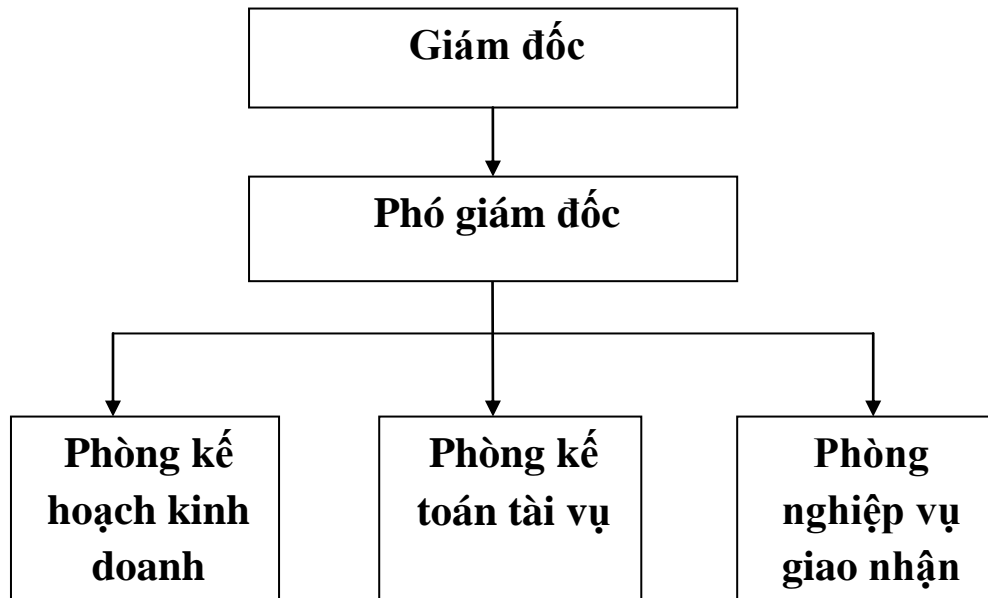 Giám đốc
Phó giám đốc
Phòng kế
hoạch kinh
doanh
Phòng kế
toán tài vụ
Phòng
nghiệp vụ
giao nhận